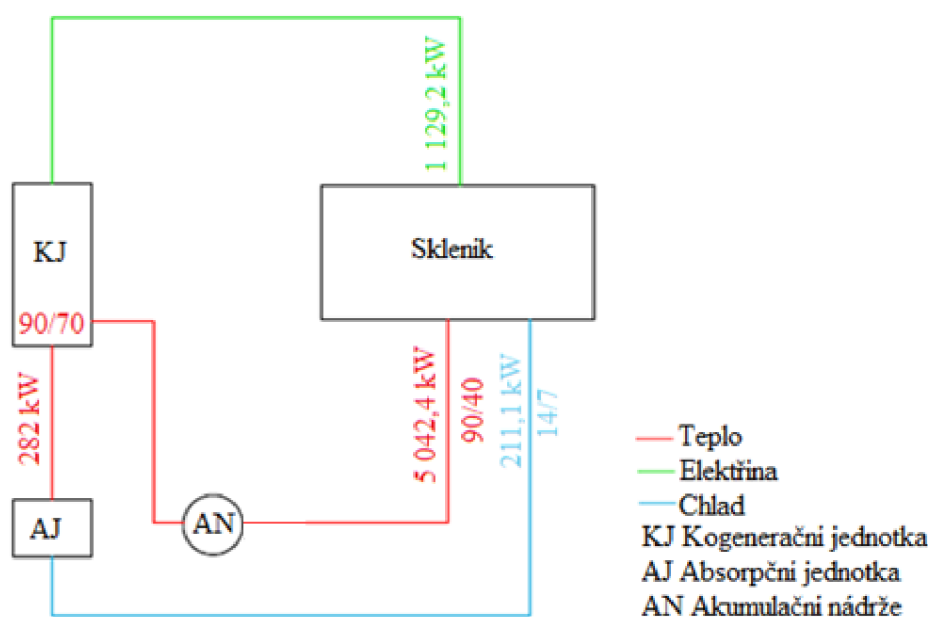 1 129,2 kW
KJ
Skleník
90/70
282 kW
5 042,4 kW
90/40
211,1 kW
14/7
AJ
AN
Teplo
Elektřina
Chlad
KJ Kogenerační jednotka
AJ Absorpční jednotka
AN Akumulační nádrže